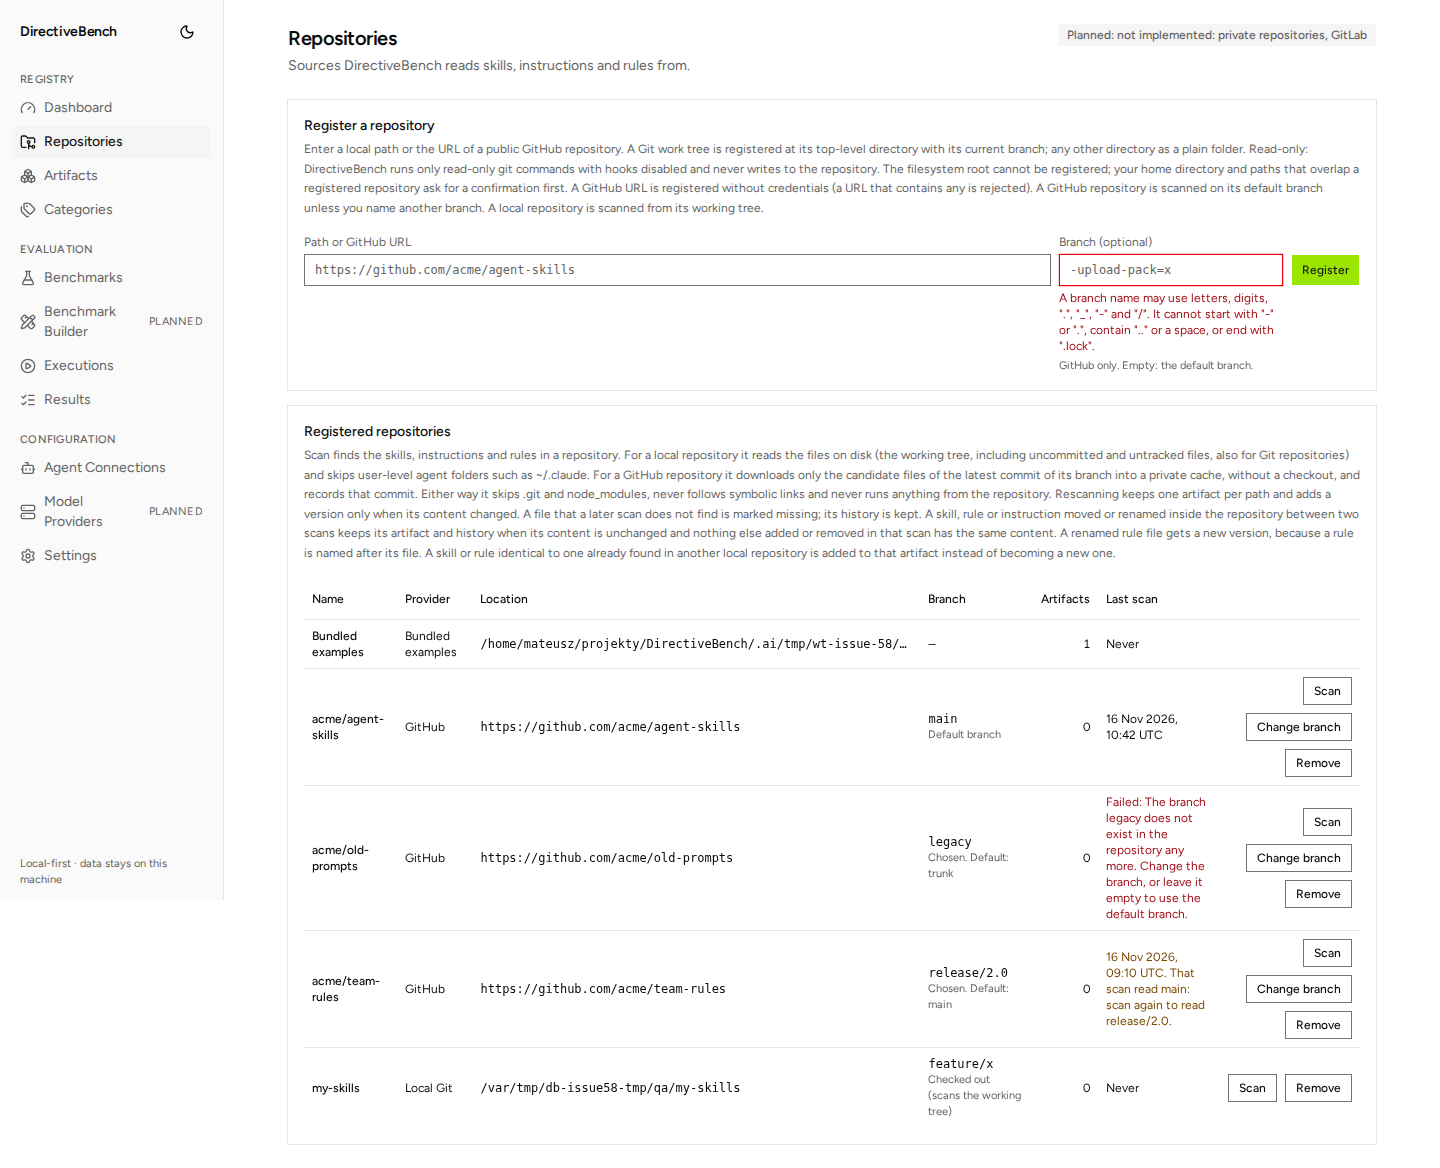 DirectiveBench
REGISTRY
Dashboard
Repositories
Artifacts
Categories
EVALUATION
Benchmarks
Benchmark
Builder
PLANNED
Executions
Results
CONFIGURATION
Agent Connections
Model
Providers
PLANNED
Settings
Local-first · data stays on this
machine
Repositories
Planned: not implemented: private repositories, GitLab
Sources DirectiveBench reads skills, instructions and rules from.
Register a repository
Enter a local path or the URL of a public GitHub repository. A Git work tree is registered at its top-level directory with its current branch; any other directory as a plain folder. Read-only:
DirectiveBench runs only read-only git commands with hooks disabled and never writes to the repository. The filesystem root cannot be registered; your home directory and paths that overlap a
registered repository ask for a confirmation first. A GitHub URL is registered without credentials (a URL that contains any is rejected). A GitHub repository is scanned on its default branch
unless you name another branch. A local repository is scanned from its working tree.
Path or GitHub URL
Branch (optional)
https://github.com/acme/agent-skills
-upload-pack=x
Register
A branch name may use letters, digits,
".", "_", "-" and "/". It cannot start with "-"
or ".", contain ".." or a space, or end with
".lock".
GitHub only. Empty: the default branch.
Registered repositories
Scan finds the skills, instructions and rules in a repository. For a local repository it reads the files on disk (the working tree, including uncommitted and untracked files, also for Git repositories)
and skips user-level agent folders such as ~/.claude. For a GitHub repository it downloads only the candidate files of the latest commit of its branch into a private cache, without a checkout, and
records that commit. Either way it skips .git and node_modules, never follows symbolic links and never runs anything from the repository. Rescanning keeps one artifact per path and adds a
version only when its content changed. A file that a later scan does not find is marked missing; its history is kept. A skill, rule or instruction moved or renamed inside the repository between two
scans keeps its artifact and history when its content is unchanged and nothing else added or removed in that scan has the same content. A renamed rule file gets a new version, because a rule
is named after its file. A skill or rule identical to one already found in another local repository is added to that artifact instead of becoming a new one.
Name Provider Location Branch Artifacts Last scan
Bundled
examples
Bundled
examples
/home/mateusz/projekty/DirectiveBench/.ai/tmp/wt-issue-58/…
—
1
Never
acme/agent-
skills
GitHub
https://github.com/acme/agent-skills
main
Default branch
0
16 Nov 2026,
10:42 UTC
Scan
Change branch
Remove
acme/old-
prompts
GitHub
https://github.com/acme/old-prompts
legacy
Chosen. Default:
trunk
0
Failed: The branch
legacy does not
exist in the
repository any
more. Change the
branch, or leave it
empty to use the
default branch.
Scan
Change branch
Remove
acme/team-
rules
GitHub
https://github.com/acme/team-rules
release/2.0
Chosen. Default:
main
0
16 Nov 2026,
09:10 UTC. That
scan read main:
scan again to read
release/2.0.
Scan
Change branch
Remove
my-skills
Local Git
/var/tmp/db-issue58-tmp/qa/my-skills
feature/x
Checked out
(scans the working
tree)
0
Never
Scan
Remove